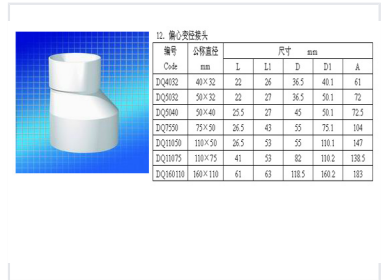 12. 偏心变径接头
编号 公称直径 尺寸 mm
Code mm L L1 D D1 A
DQ4032 40×32 22 26 36.5 40.1 61
DQ5032 50×32 22 27 36.5 50.1 72
DQ5040 50×40 25.5 27 45 50.1 72.5
DQ7550 75×50 26.5 43 55 75.1 104
DQ11050 110×50 26.5 53 55 110.1 147
DQ11075 110×75 41 53 82 110.2 138.5
DQ160110 160×110 61 63 118.5 160.2 183